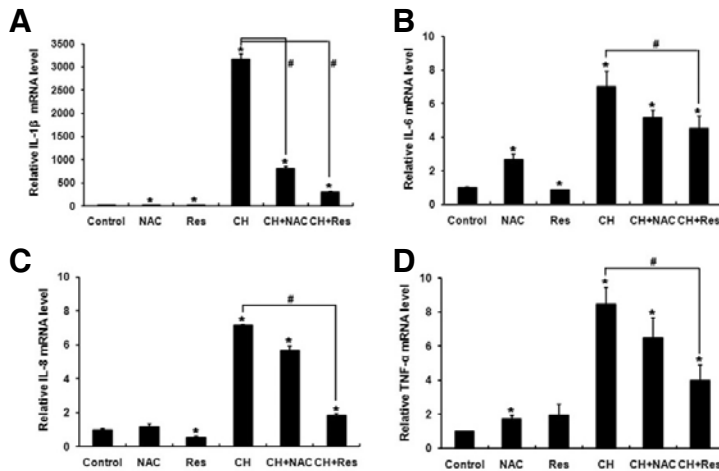 A
Relative IL-1β mRNA level
3500
3000
2500
2000
1500
1000
500
0
* * * * *
# #
Control NAC Res CH CH+NAC CH+Res
B
Relative IL-6 mRNA level
10
8
6
4
2
0
* * * * *
#
Control NAC Res CH CH+NAC CH+Res
C
Relative IL-8 mRNA level
10
8
6
4
2
0
* * * *
#
Control NAC Res CH CH+NAC CH+Res
D
Relative TNF-α mRNA level
10
8
6
4
2
0
* * * *
#
Control NAC Res CH CH+NAC CH+Res